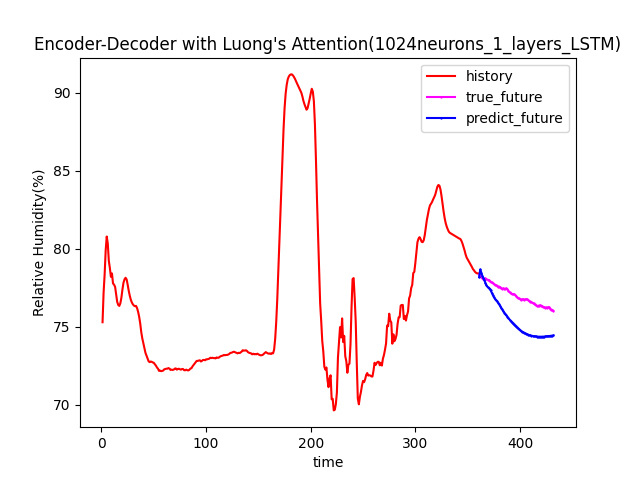 Encoder-Decoder with Luong's Attention(1024neurons_1_layers_LSTM)
history
true_future
predict_future
90
85
80
75
70
Relative Humidity(%)
0
100
200
300
400
time